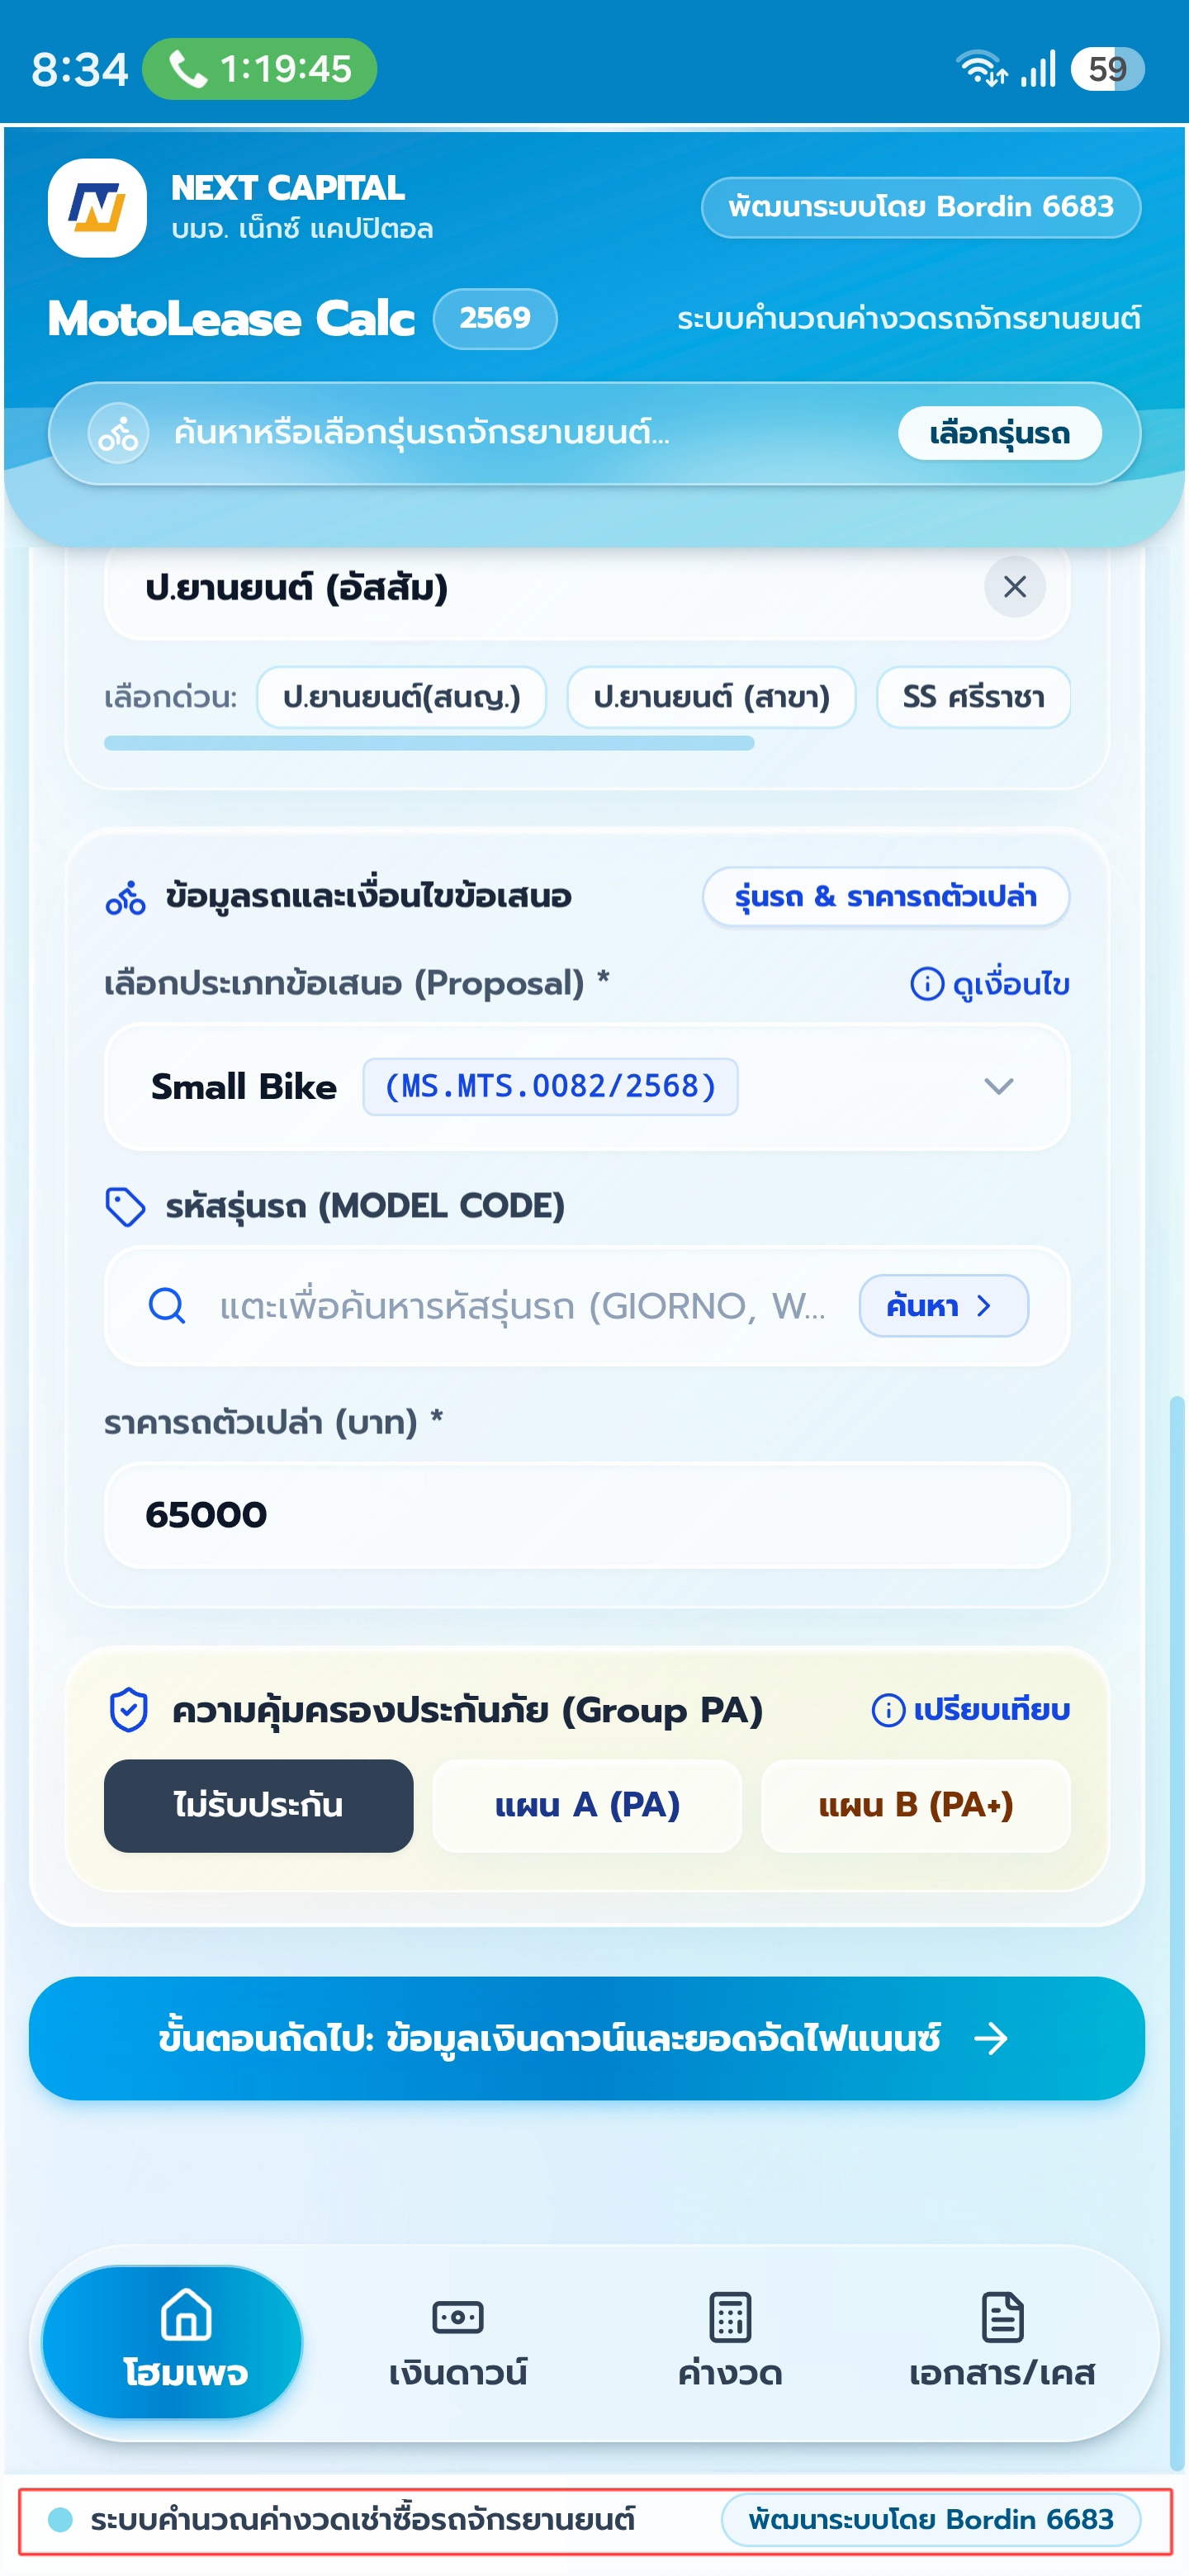 8:34 1:19:45 59
NEXT CAPITAL
บมจ. เน็กซ์ แคปปิตอล
พัฒนาระบบโดย Bordin 6683
MotoLease Calc 2569 ระบบคำนวณค่างวดรถจักรยานยนต์
ค้นหาหรือเลือกรุ่นรถจักรยานยนต์... เลือกรุ่นรถ
ป.ยานยนต์ (อัสสัม)
เลือกด่วน: ป.ยานยนต์(สนญ.) ป.ยานยนต์ (สาขา) SS ศรีราชา
ข้อมูลรถและเงื่อนไขข้อเสนอ รุ่นรถ & ราคารถตัวเปล่า
เลือกประเภทข้อเสนอ (Proposal) * ดูเงื่อนไข
Small Bike (MS.MTS.0082/2568)
รหัสรุ่นรถ (MODEL CODE)
แตะเพื่อค้นหารหัสรุ่นรถ (GIORNO, W... ค้นหา
ราคารถตัวเปล่า (บาท) *
65000
ความคุ้มครองประกันภัย (Group PA) เปรียบเทียบ
ไม่รับประกัน แผน A (PA) แผน B (PA+)
ขั้นตอนถัดไป: ข้อมูลเงินดาวน์และยอดจัดไฟแนนซ์
โฮมเพจ เงินดาวน์ ค่างวด เอกสาร/เคส
ระบบคำนวณค่างวดเช่าซื้อรถจักรยานยนต์ พัฒนาระบบโดย Bordin 6683